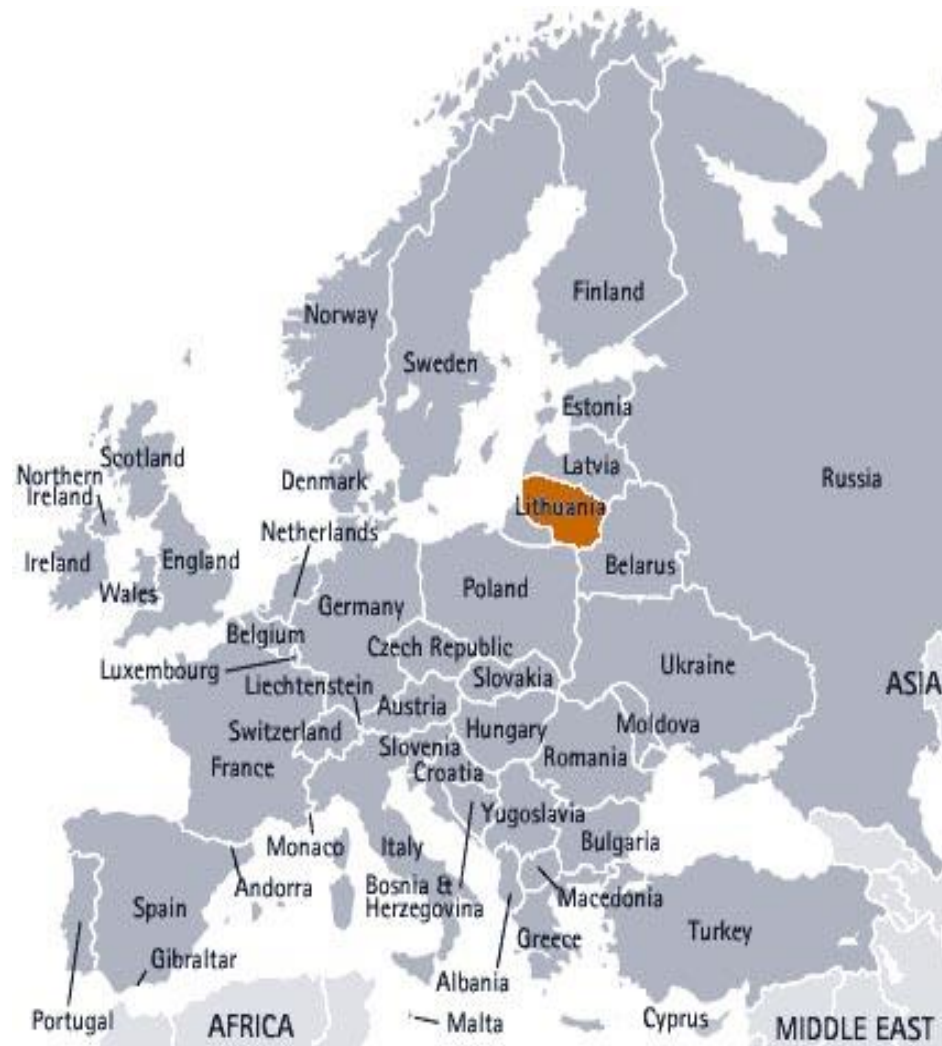 Norway
Finland
Sweden
Estonia
Scotland
Latvia
Northern
Ireland
Denmark
Russia
Lithuania
Netherlands
Ireland
England
Wales
Belarus
Germany
Poland
Belgium
Czech Republic
Luxembourg
Ukraine
Slovakia
Liechtenstein
ASIA
Austria
Switzerland
Hungary
Moldova
Slovenia
Romania
France
Croatia
Yugoslavia
Bulgaria
Monaco
Italy
Andorra
Bosnia &
Herzegovina
Macedonia
Spain
Turkey
Greece
Gibraltar
Albania
Portugal
AFRICA
Malta
Cyprus
MIDDLE EAST